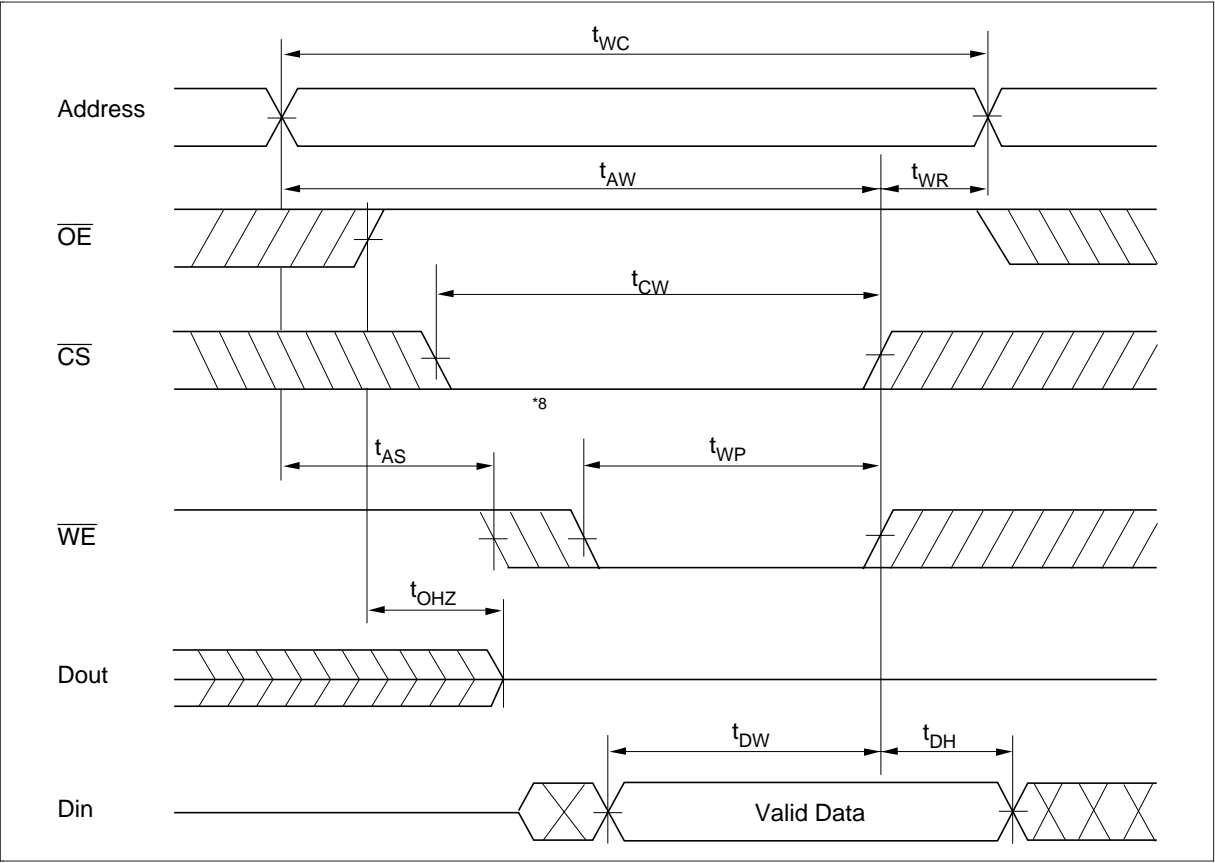 tWC
Address
tAW
tWR
OE
tCW
CS
*8
tAS
tWP
WE
tOHZ
Dout
tDW
tDH
Din
Valid Data